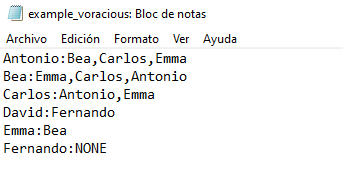 example_voracious: Bloc de notas
Archivo Edición Formato Ver Ayuda
Antonio:Bea,Carlos,Emma
Bea:Emma,Carlos,Antonio
Carlos:Antonio,Emma
David:Fernando
Emma:Bea
Fernando:NONE